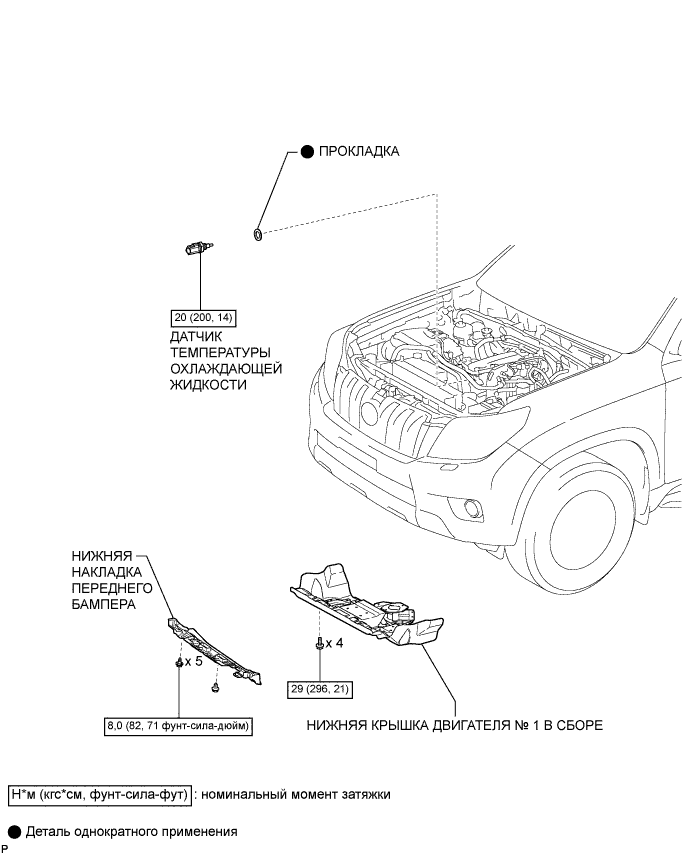 ● ПРОКЛАДКА
20 (200, 14)
ДАТЧИК
ТЕМПЕРАТУРЫ
ОХЛАЖДАЮЩЕЙ
ЖИДКОСТИ
НИЖНЯЯ
НАКЛАДКА
ПЕРЕДНЕГО
БАМПЕРА
x 5
x 4
29 (296, 21)
8,0 (82, 71 фунт-сила-дюйм)
НИЖНЯЯ КРЫШКА ДВИГАТЕЛЯ № 1 В СБОРЕ
Н*м (кгс*см, фунт-сила-фут) : номинальный момент затяжки
● Деталь однократного применения
P